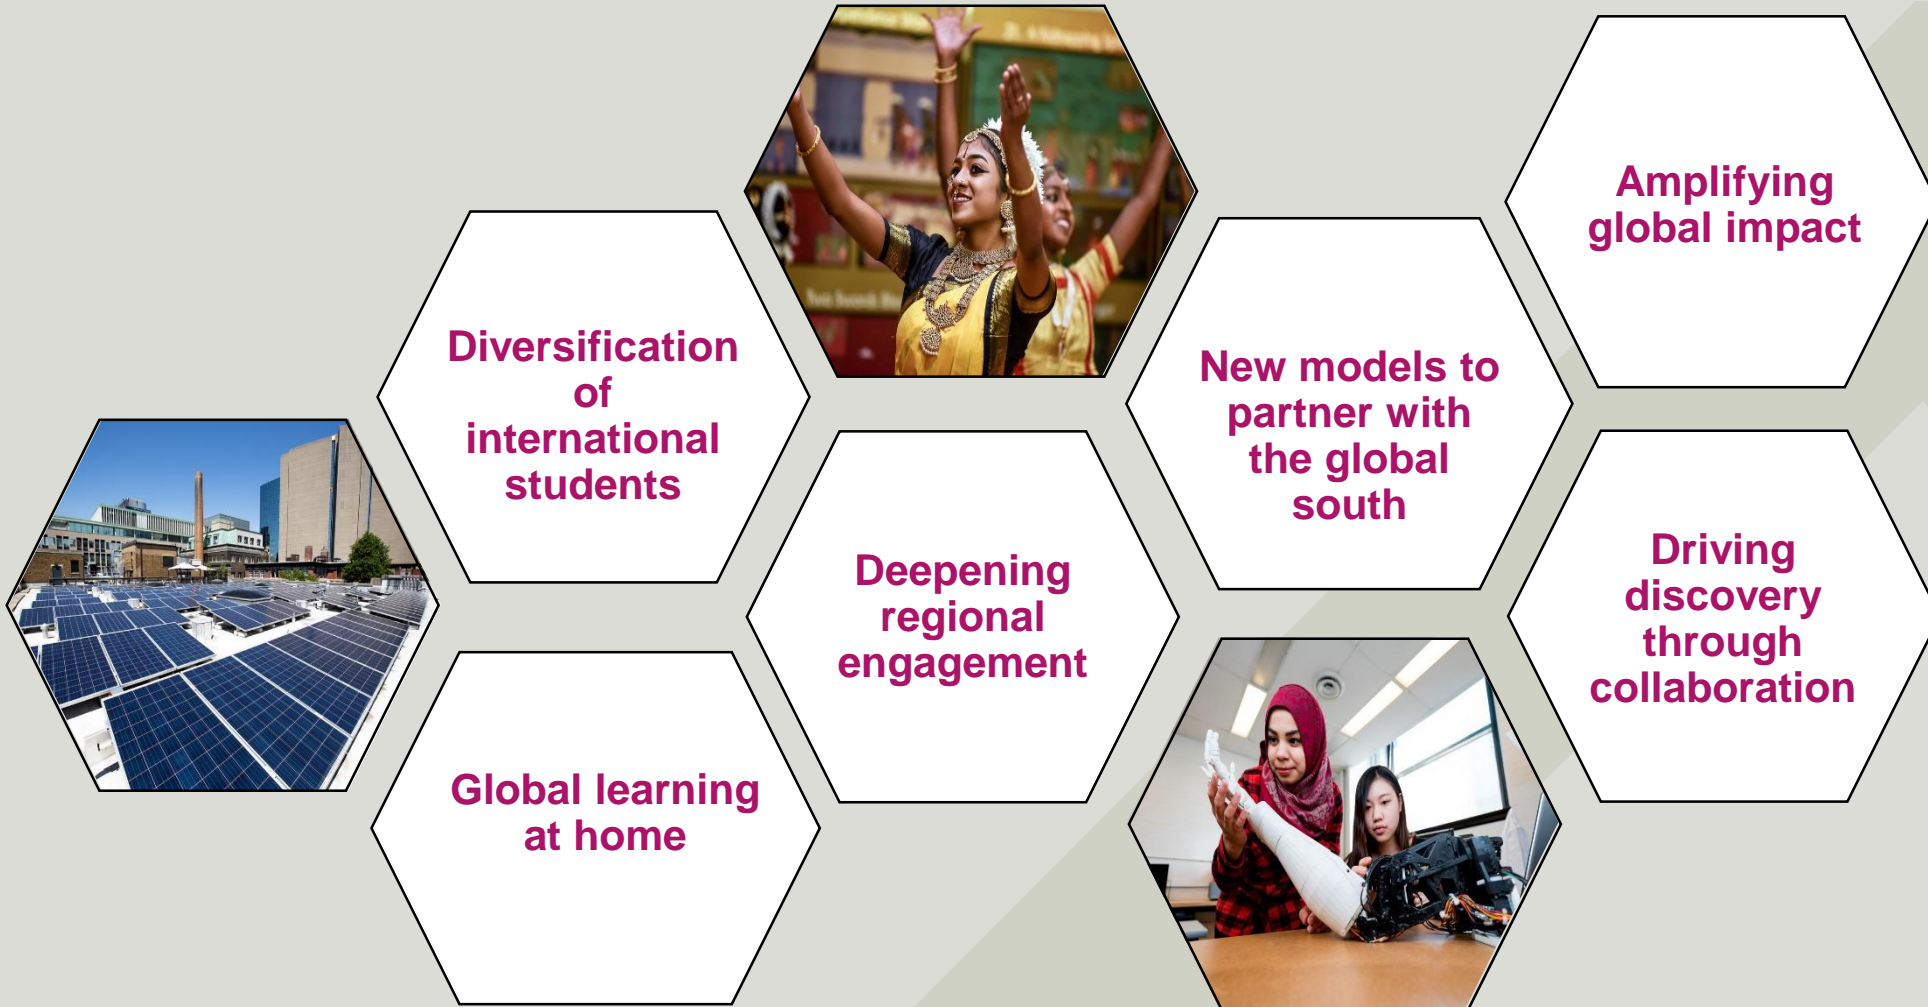 Diversification
of
international
students
Global learning
at home
Deepening
regional
engagement
New models to
partner with
the global
south
Amplifying
global impact
Driving
discovery
through
collaboration